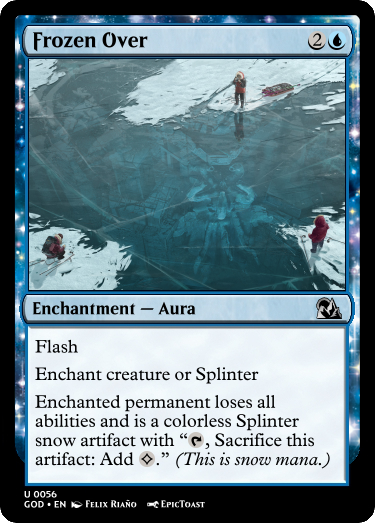 Frozen Over 2
Enchantment — Aura
Flash
Enchant creature or Splinter
Enchanted permanent loses all
abilities and is a colorless Splinter
snow artifact with “, Sacrifice this
artifact: Add .” (This is snow mana.)
U 0056
GOD • EN Felix Riaño EpicToast